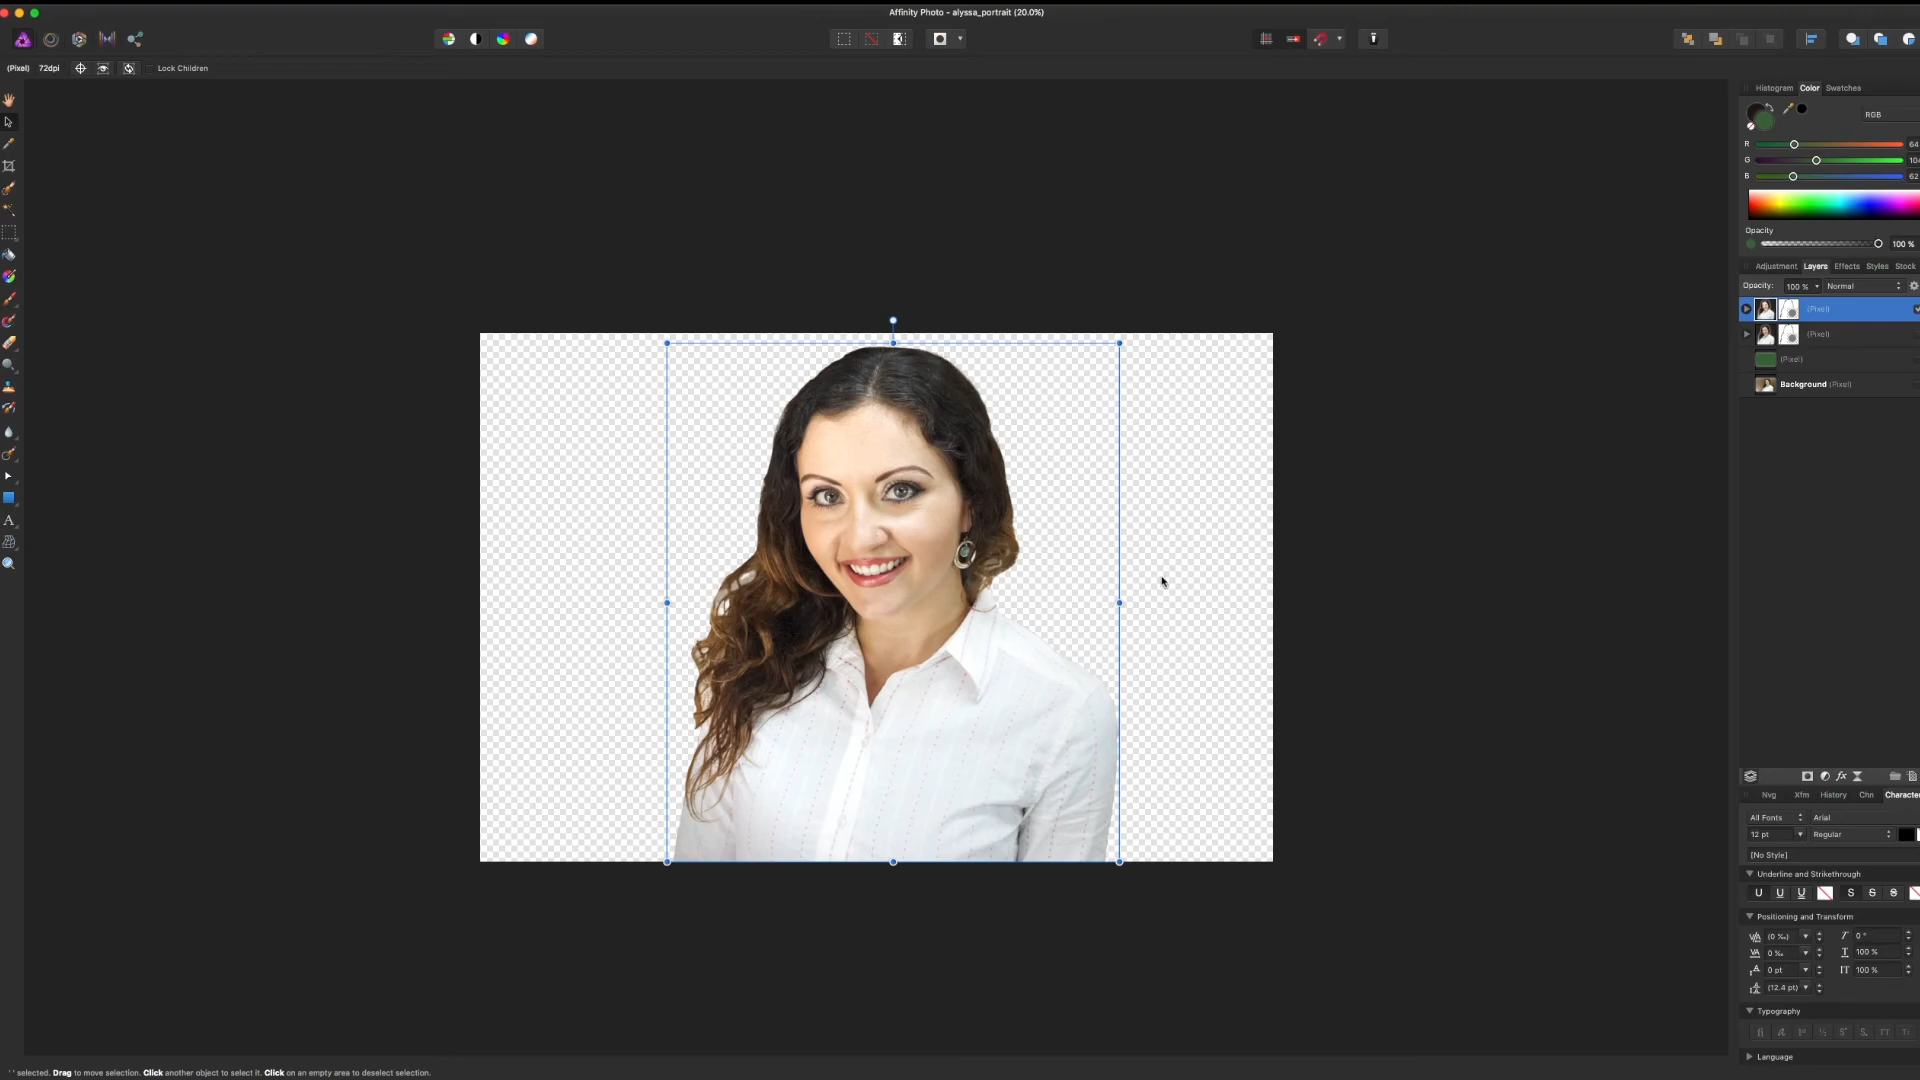 Affinity Photo - alyssa_portrait (20.0%)
(Pixel) 72dpi Lock Children
Histogram Color Swatches
RGB
R 64
G 104
B 62
Opacity
100 %
Adjustment Layers Effects Styles Stock
Opacity: 100 % Normal
(Pixel)
(Pixel)
(Pixel)
Background (Pixel)
Nvg Xfm History Chn Characte
All Fonts Arial
12 pt Regular
[No Style]
Underline and Strikethrough
U U U S S S
Positioning and Transform
(0 ‰) 0 °
0 ‰ 100 %
0 pt 100 %
(12.4 pt)
Typography
Language
A
' ' selected. Drag to move selection. Click another object to select it. Click on an empty area to deselect selection.